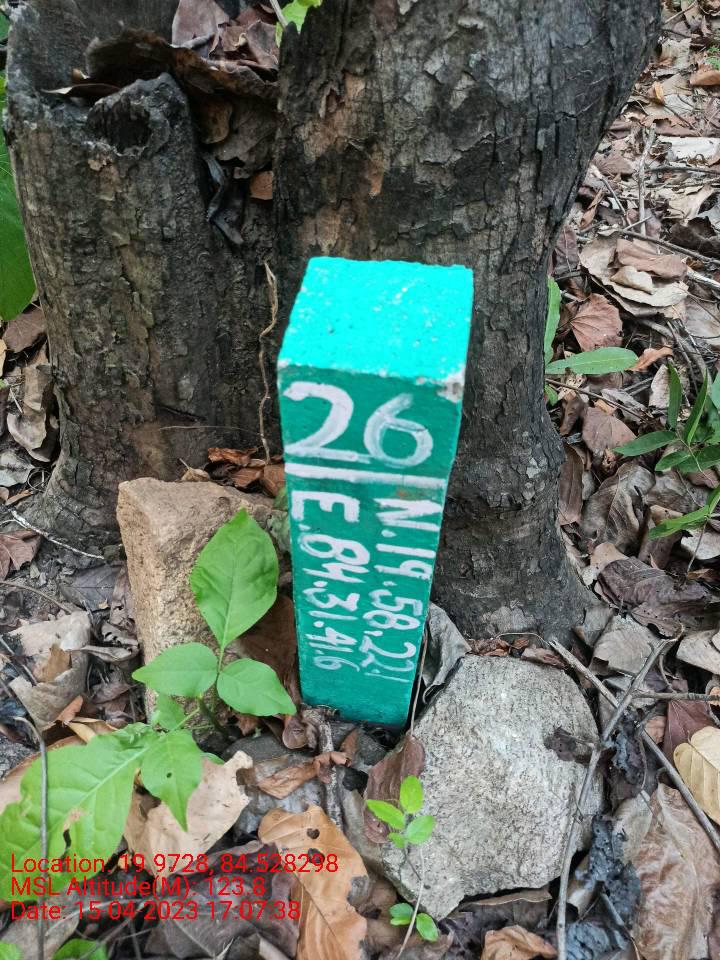 26
N.19.58.22.1
E.84.31.41.6
Location: 19.9728, 84.528298
MSL Altitude(M): 123.8
Date: 15-04-2023 17:07:38